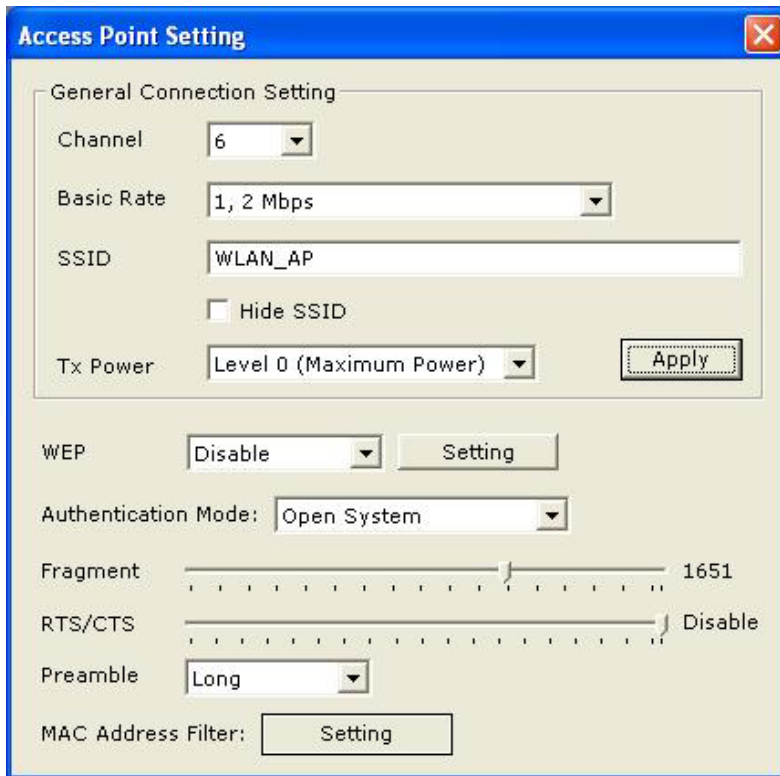 Access Point Setting
General Connection Setting
Channel 6
Basic Rate 1, 2 Mbps
SSID WLAN_AP
Hide SSID
Tx Power Level 0 (Maximum Power) Apply
WEP Disable Setting
Authentication Mode: Open System
Fragment 1651
RTS/CTS Disable
Preamble Long
MAC Address Filter: Setting